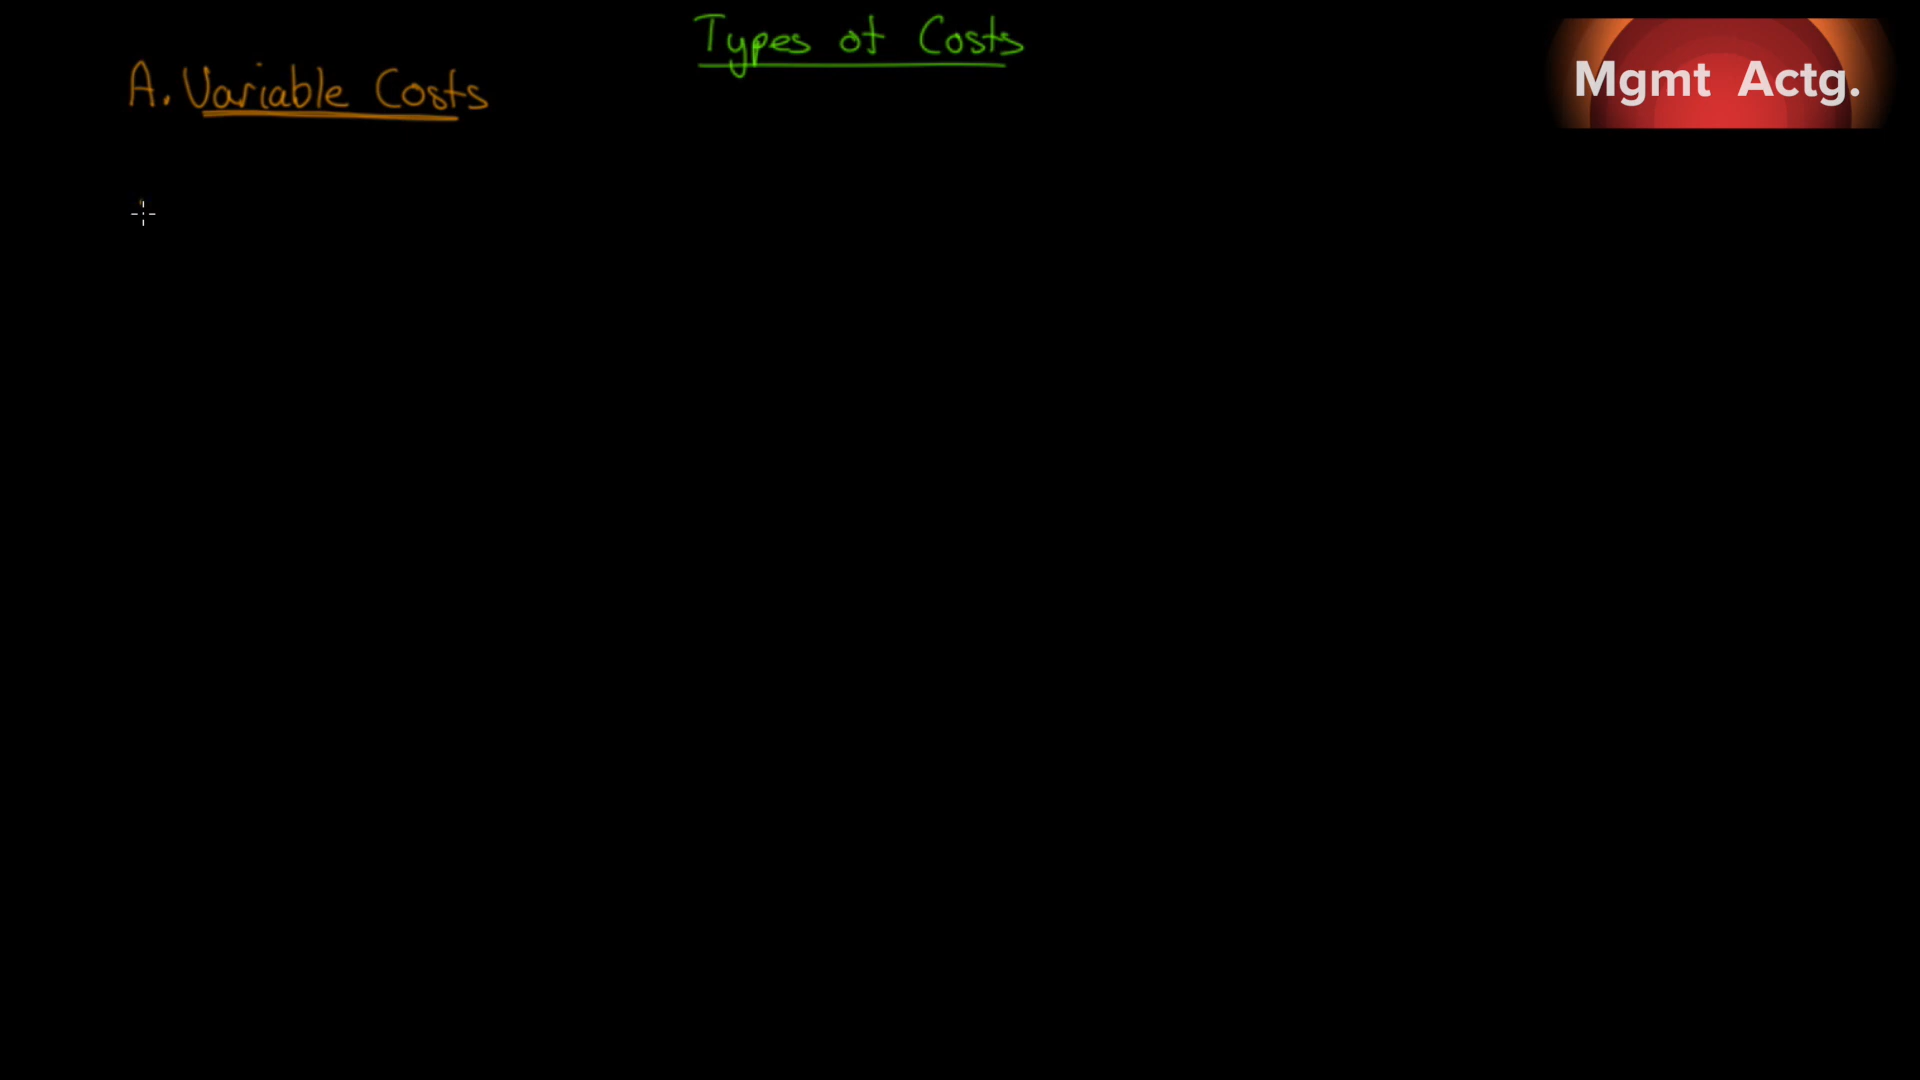 Types of Costs
Mgmt Actg.
A. Variable Costs